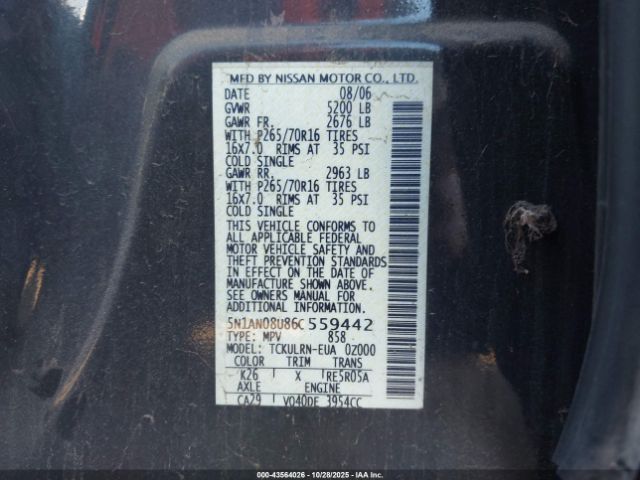 MFD BY NISSAN MOTOR CO., LTD.
DATE 08/06
GVWR 5200 LB
GAWR FR. 2676 LB
WITH P265/70R16 TIRES
16X7.0 RIMS AT 35 PSI
COLD SINGLE
GAWR RR. 2963 LB
WITH P265/70R16 TIRES
16X7.0 RIMS AT 35 PSI
COLD SINGLE
THIS VEHICLE CONFORMS TO
ALL APPLICABLE FEDERAL
MOTOR VEHICLE SAFETY AND
THEFT PREVENTION STANDARDS
IN EFFECT ON THE DATE OF
MANUFACTURE SHOWN ABOVE.
SEE OWNERS MANUAL FOR
ADDITIONAL INFORMATION.
5N1AN08U86C559442
TYPE: MPV 858
MODEL: TCKULRN-EUA 0Z000
COLOR TRIM TRANS
K26 X RE5R05A
AXLE ENGINE
CA29 VQ40DE 3954CC
000-43564026 | 10/28/2025 | IAA Inc.